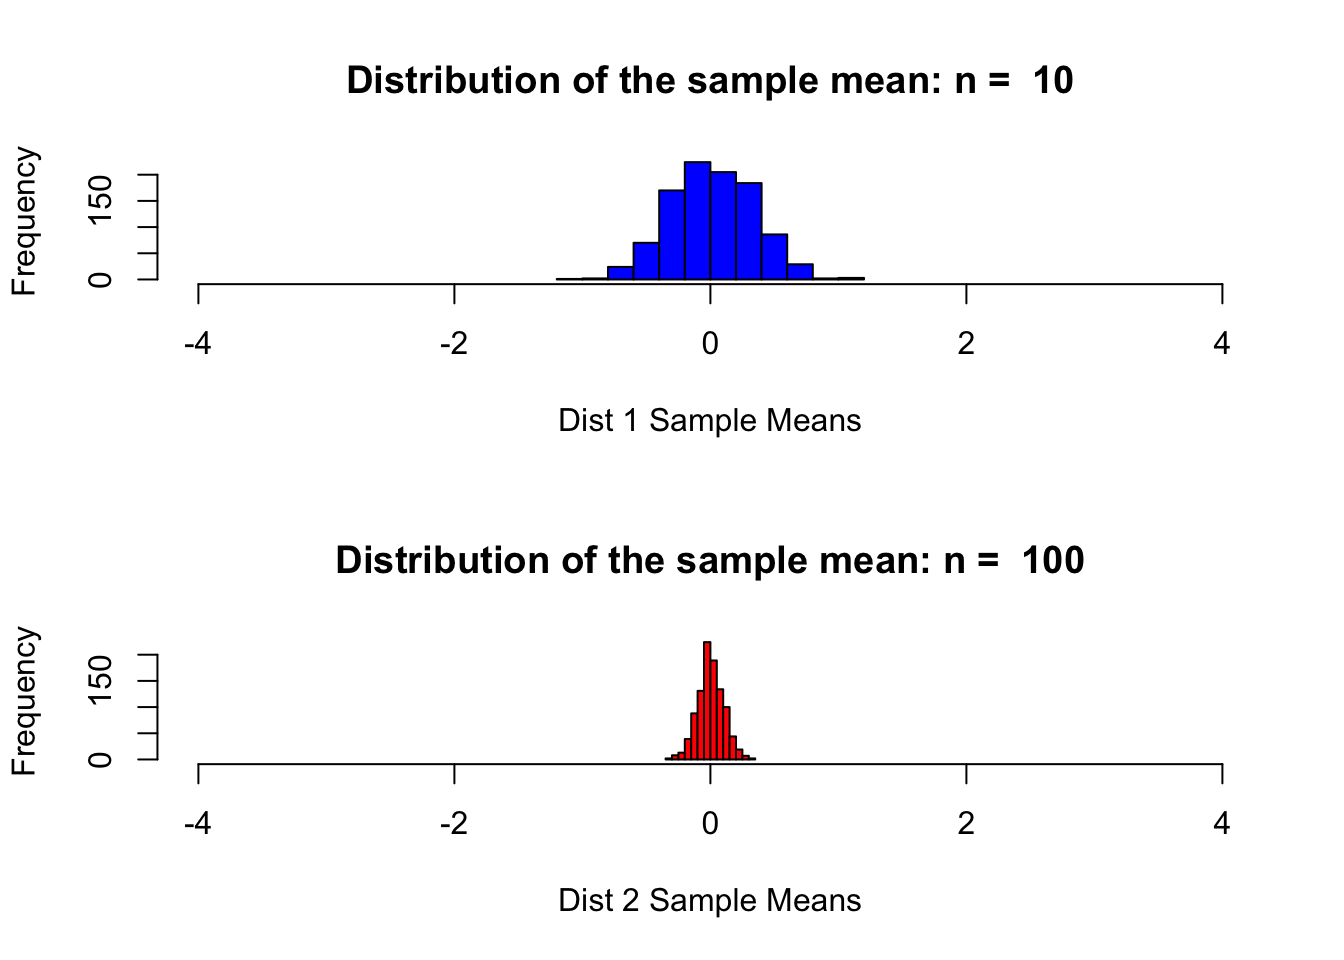 Distribution of the sample mean: n =  10
Frequency
150
0
-4 -2 0 2 4
Dist 1 Sample Means
Distribution of the sample mean: n =  100
Frequency
150
0
-4 -2 0 2 4
Dist 2 Sample Means